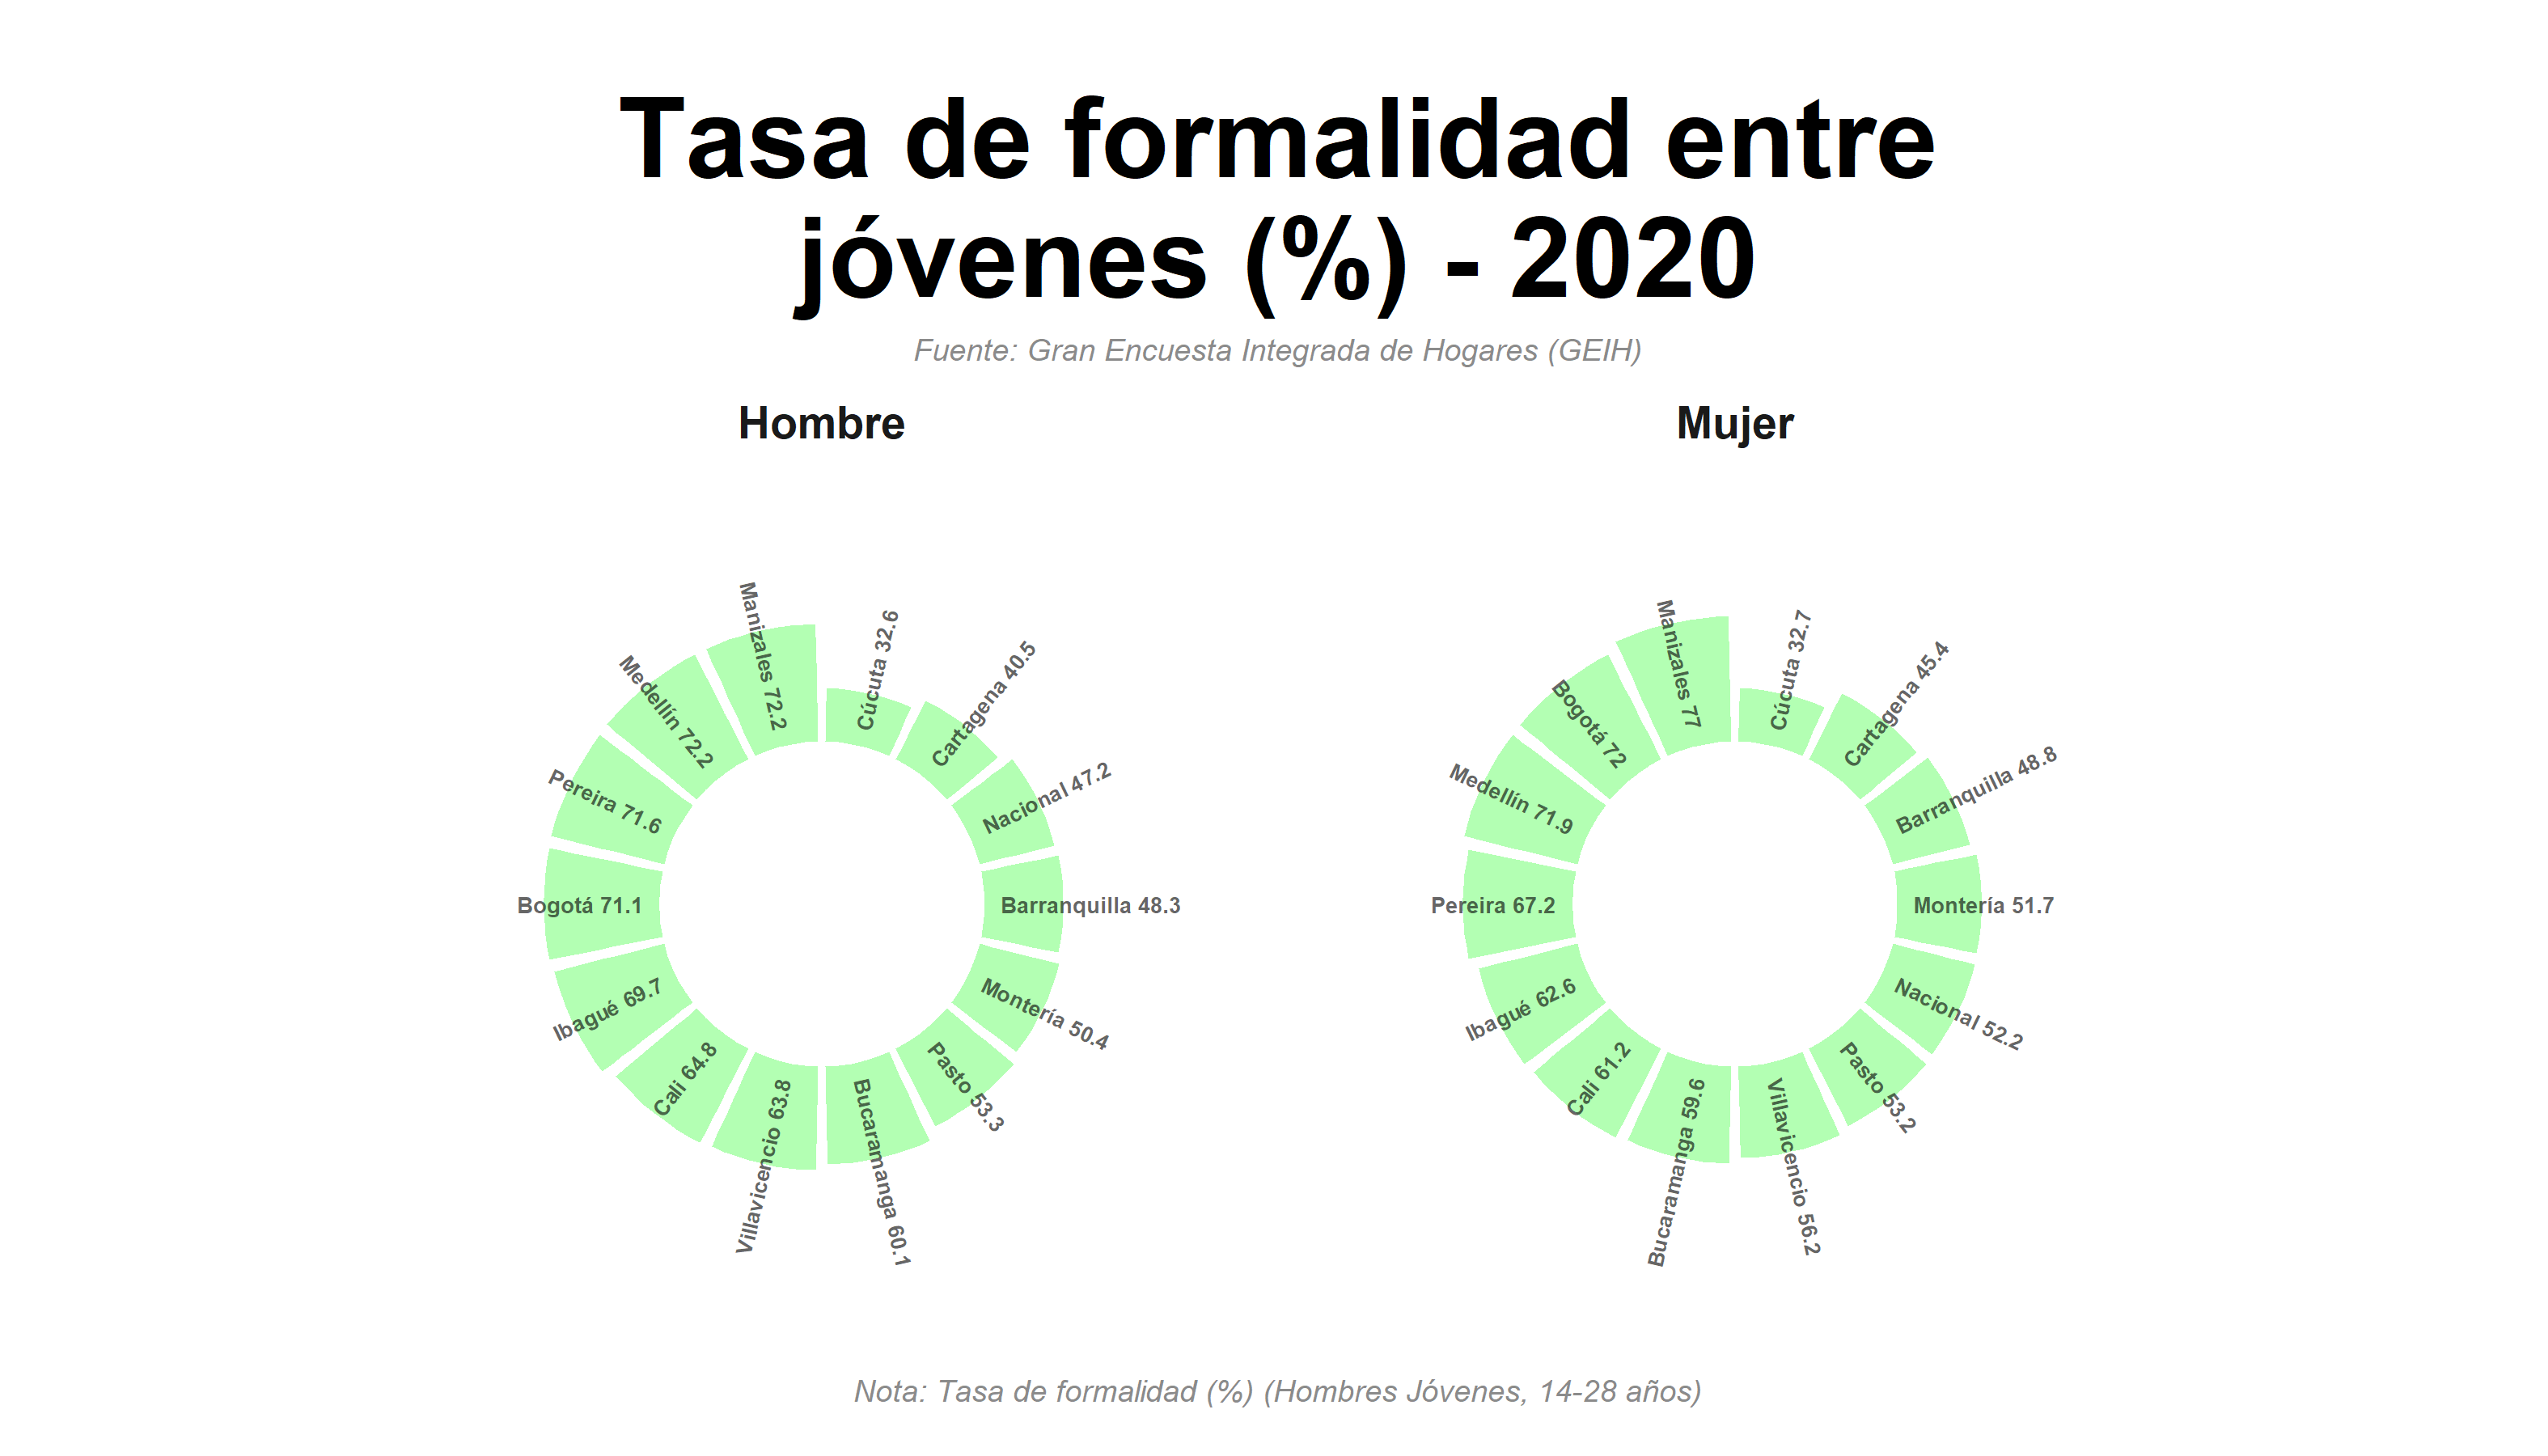 Tasa de formalidad entre
jóvenes (%) - 2020
Fuente: Gran Encuesta Integrada de Hogares (GEIH)
Hombre
Cúcuta 32.6
Cartagena 40.5
Nacional 47.2
Barranquilla 48.3
Montería 50.4
Pasto 53.3
Bucaramanga 60.1
Villavicencio 63.8
Cali 64.8
Ibagué 69.7
Bogotá 71.1
Pereira 71.6
Medellín 72.2
Manizales 72.2
Mujer
Cúcuta 32.7
Cartagena 45.4
Barranquilla 48.8
Montería 51.7
Nacional 52.2
Pasto 53.2
Villavicencio 56.2
Bucaramanga 59.6
Cali 61.2
Ibagué 62.6
Pereira 67.2
Medellín 71.9
Bogotá 72
Manizales 77
Nota: Tasa de formalidad (%) (Hombres Jóvenes, 14-28 años)